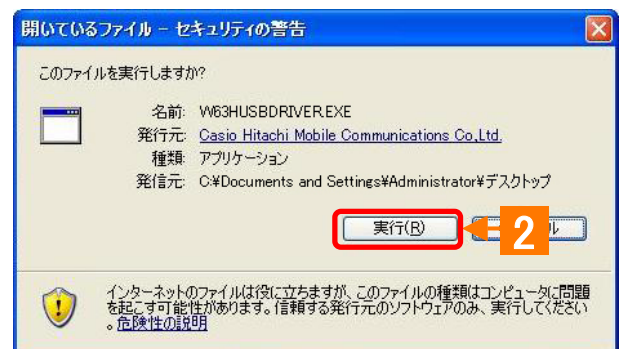 開いているファイル - セキュリティの警告
このファイルを実行しますか?
名前: W63HUSBDRIVER.EXE
発行元: Casio Hitachi Mobile Communications Co,Ltd.
種類: アプリケーション
発信元: C:¥Documents and Settings¥Administrator¥デスクトップ
実行(R)
2
ル
インターネットのファイルは役に立ちますが、このファイルの種類はコンピュータに問題
を起こす可能性があります。信頼する発行元のソフトウェアのみ、実行してください
。危険性の説明